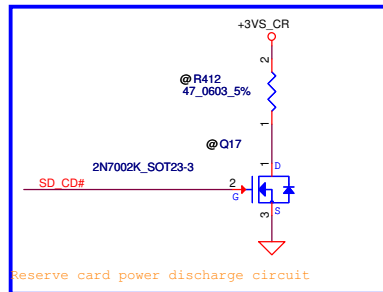 +3VS_CR
2
@ R412
47_0603_5%
1
@ Q17
2N7002K_SOT23-3
1 D
SD_CD#
2
G
3 S
Reserve card power discharge circuit